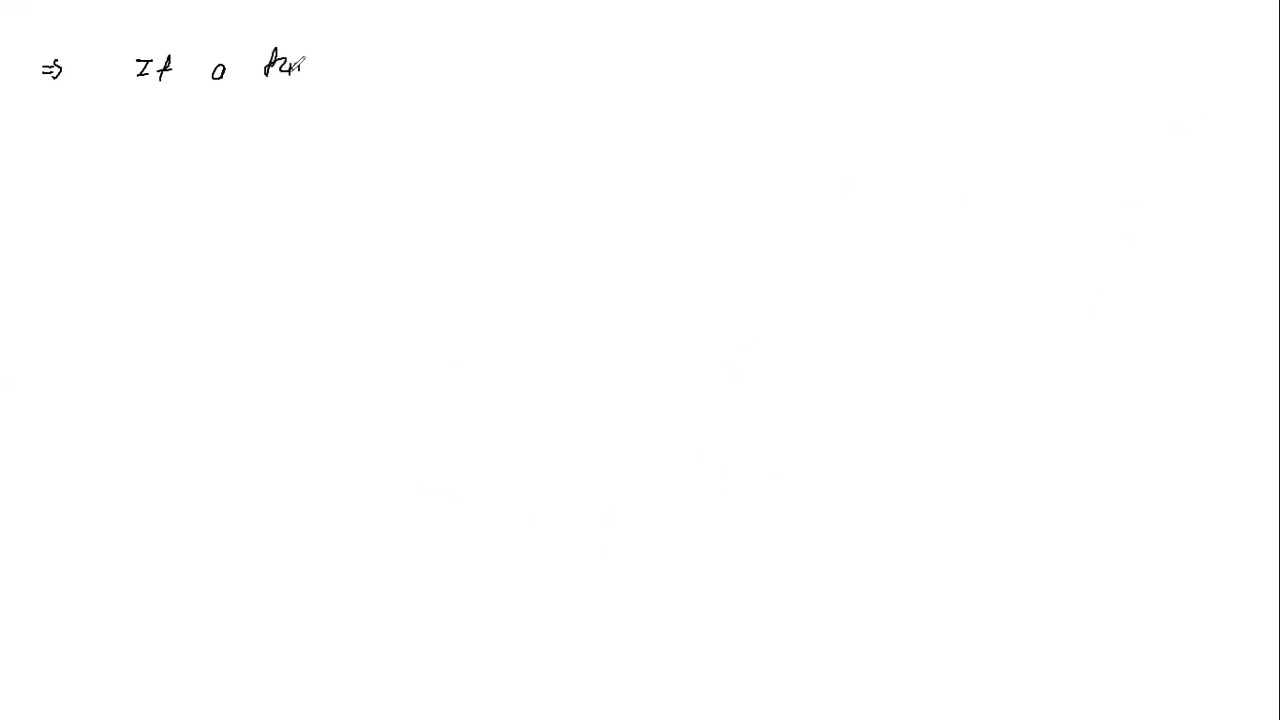 ⇒ If a